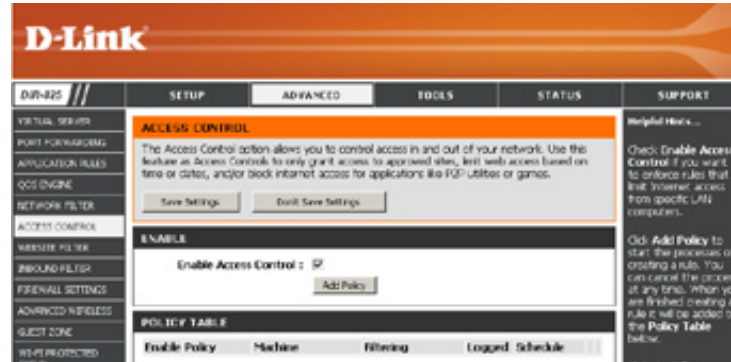 D-Link
DIR-825
SETUP
ADVANCED
TOOLS
STATUS
SUPPORT
VIRTUAL SERVER
PORT FORWARDING
APPLICATION RULES
QOS ENGINE
NETWORK FILTER
ACCESS CONTROL
WEBSITE FILTER
INBOUND FILTER
FIREWALL SETTINGS
ADVANCED WIRELESS
GUEST ZONE
WI-FI PROTECTED
ACCESS CONTROL
The Access Control option allows you to control access in and out of your network. Use this
feature as Access Controls to only grant access to approved sites, limit web access based on
time or dates, and/or block internet access for applications like P2P utilities or games.
Save Settings
Don't Save Settings
ENABLE
Enable Access Control :
Add Policy
POLICY TABLE
Enable Policy Machine Filtering Logged Schedule
Helpful Hints...
Check Enable Access
Control if you want
to enforce rules that
limit Internet access
from specific LAN
computers.
Click Add Policy to
start the processes of
creating a rule. You
can cancel the process
at any time. When you
are finished creating a
rule it will be added to
the Policy Table
below.